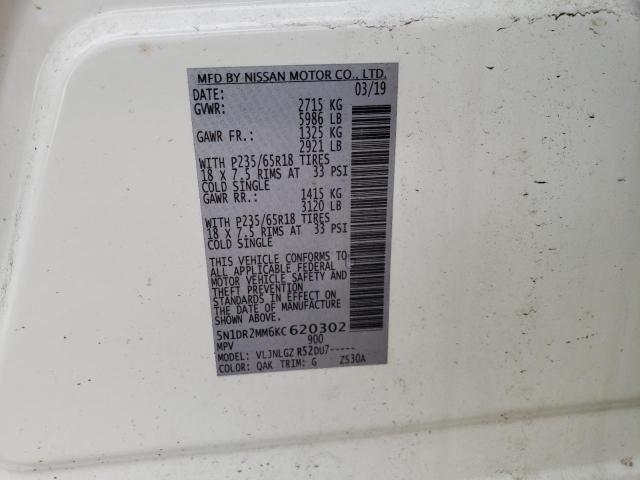 MFD BY NISSAN MOTOR CO., LTD.
DATE: 03/19
GVWR: 2715 KG
5986 LB
GAWR FR.: 1325 KG
2921 LB
WITH P235/65R18 TIRES
18 X 7.5 RIMS AT 33 PSI
COLD SINGLE
GAWR RR.: 1415 KG
3120 LB
WITH P235/65R18 TIRES
18 X 7.5 RIMS AT 33 PSI
COLD SINGLE
THIS VEHICLE CONFORMS TO
ALL APPLICABLE FEDERAL
MOTOR VEHICLE SAFETY AND
THEFT PREVENTION
STANDARDS IN EFFECT ON
THE DATE OF MANUFACTURE
SHOWN ABOVE.
5N1DR2MM6KC 620302
MPV 900
MODEL: VLJNLGZ R52DU7-----
COLOR: QAK TRIM: G ZS30A